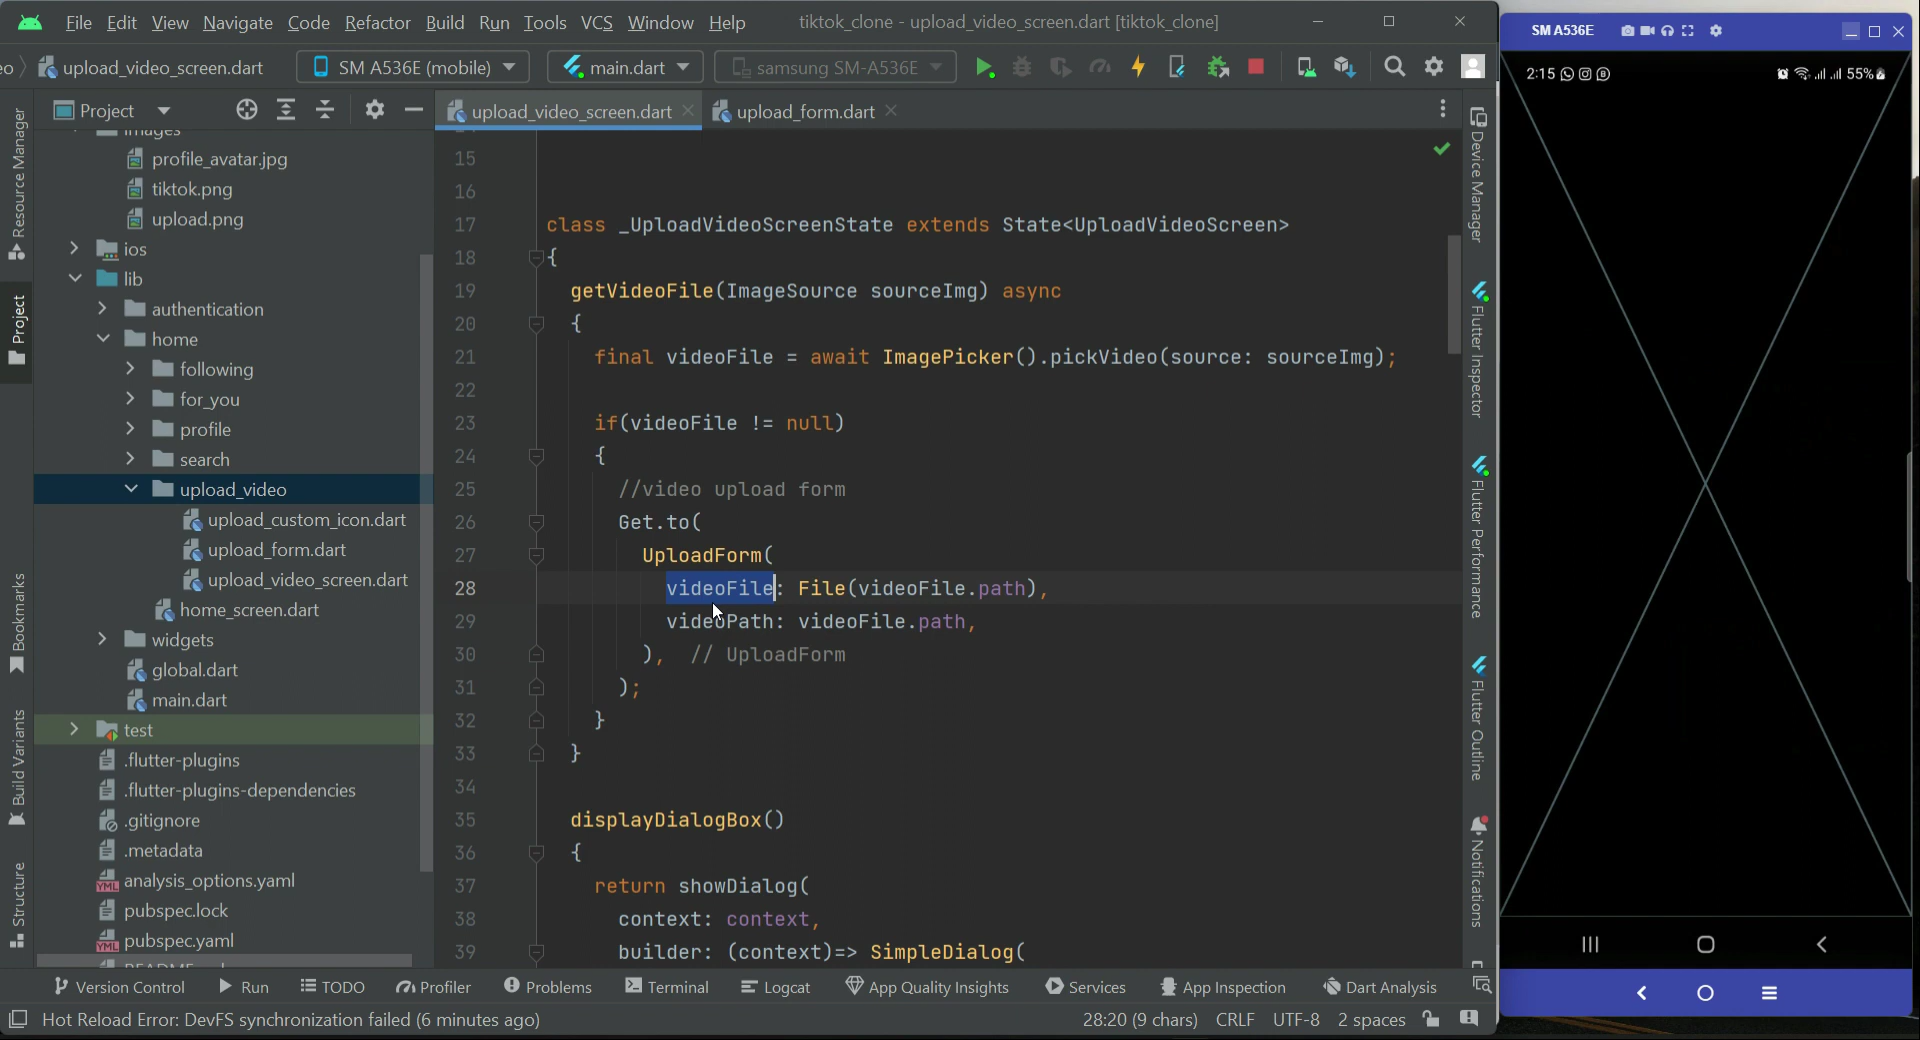 File Edit View Navigate Code Refactor Build Run Tools VCS Window Help tiktok_clone - upload_video_screen.dart [tiktok_clone]
eo upload_video_screen.dart SM A536E (mobile) main.dart samsung SM-A536E
Project upload_video_screen.dart upload_form.dart
images
profile_avatar.jpg
tiktok.png
upload.png
ios
lib
authentication
home
following
for_you
profile
search
upload_video
upload_custom_icon.dart
upload_form.dart
upload_video_screen.dart
home_screen.dart
widgets
global.dart
main.dart
test
.flutter-plugins
.flutter-plugins-dependencies
.gitignore
.metadata
analysis_options.yaml
pubspec.lock
pubspec.yaml
Resource Manager
Project
Bookmarks
Build Variants
Structure
15
16
17 class _UploadVideoScreenState extends State<UploadVideoScreen>
18 {
19 getVideoFile(ImageSource sourceImg) async
20 {
21 final videoFile = await ImagePicker().pickVideo(source: sourceImg);
22
23 if(videoFile != null)
24 {
25 //video upload form
26 Get.to(
27 UploadForm(
28 videoFile: File(videoFile.path),
29 videoPath: videoFile.path,
30 ), // UploadForm
31 );
32 }
33 }
34
35 displayDialogBox()
36 {
37 return showDialog(
38 context: context,
39 builder: (context)=> SimpleDialog(
Device Manager
Flutter Inspector
Flutter Performance
Flutter Outline
Notifications
Version Control Run TODO Profiler Problems Terminal Logcat App Quality Insights Services App Inspection Dart Analysis
Hot Reload Error: DevFS synchronization failed (6 minutes ago) 28:20 (9 chars) CRLF UTF-8 2 spaces
SM A536E
2:15 55%